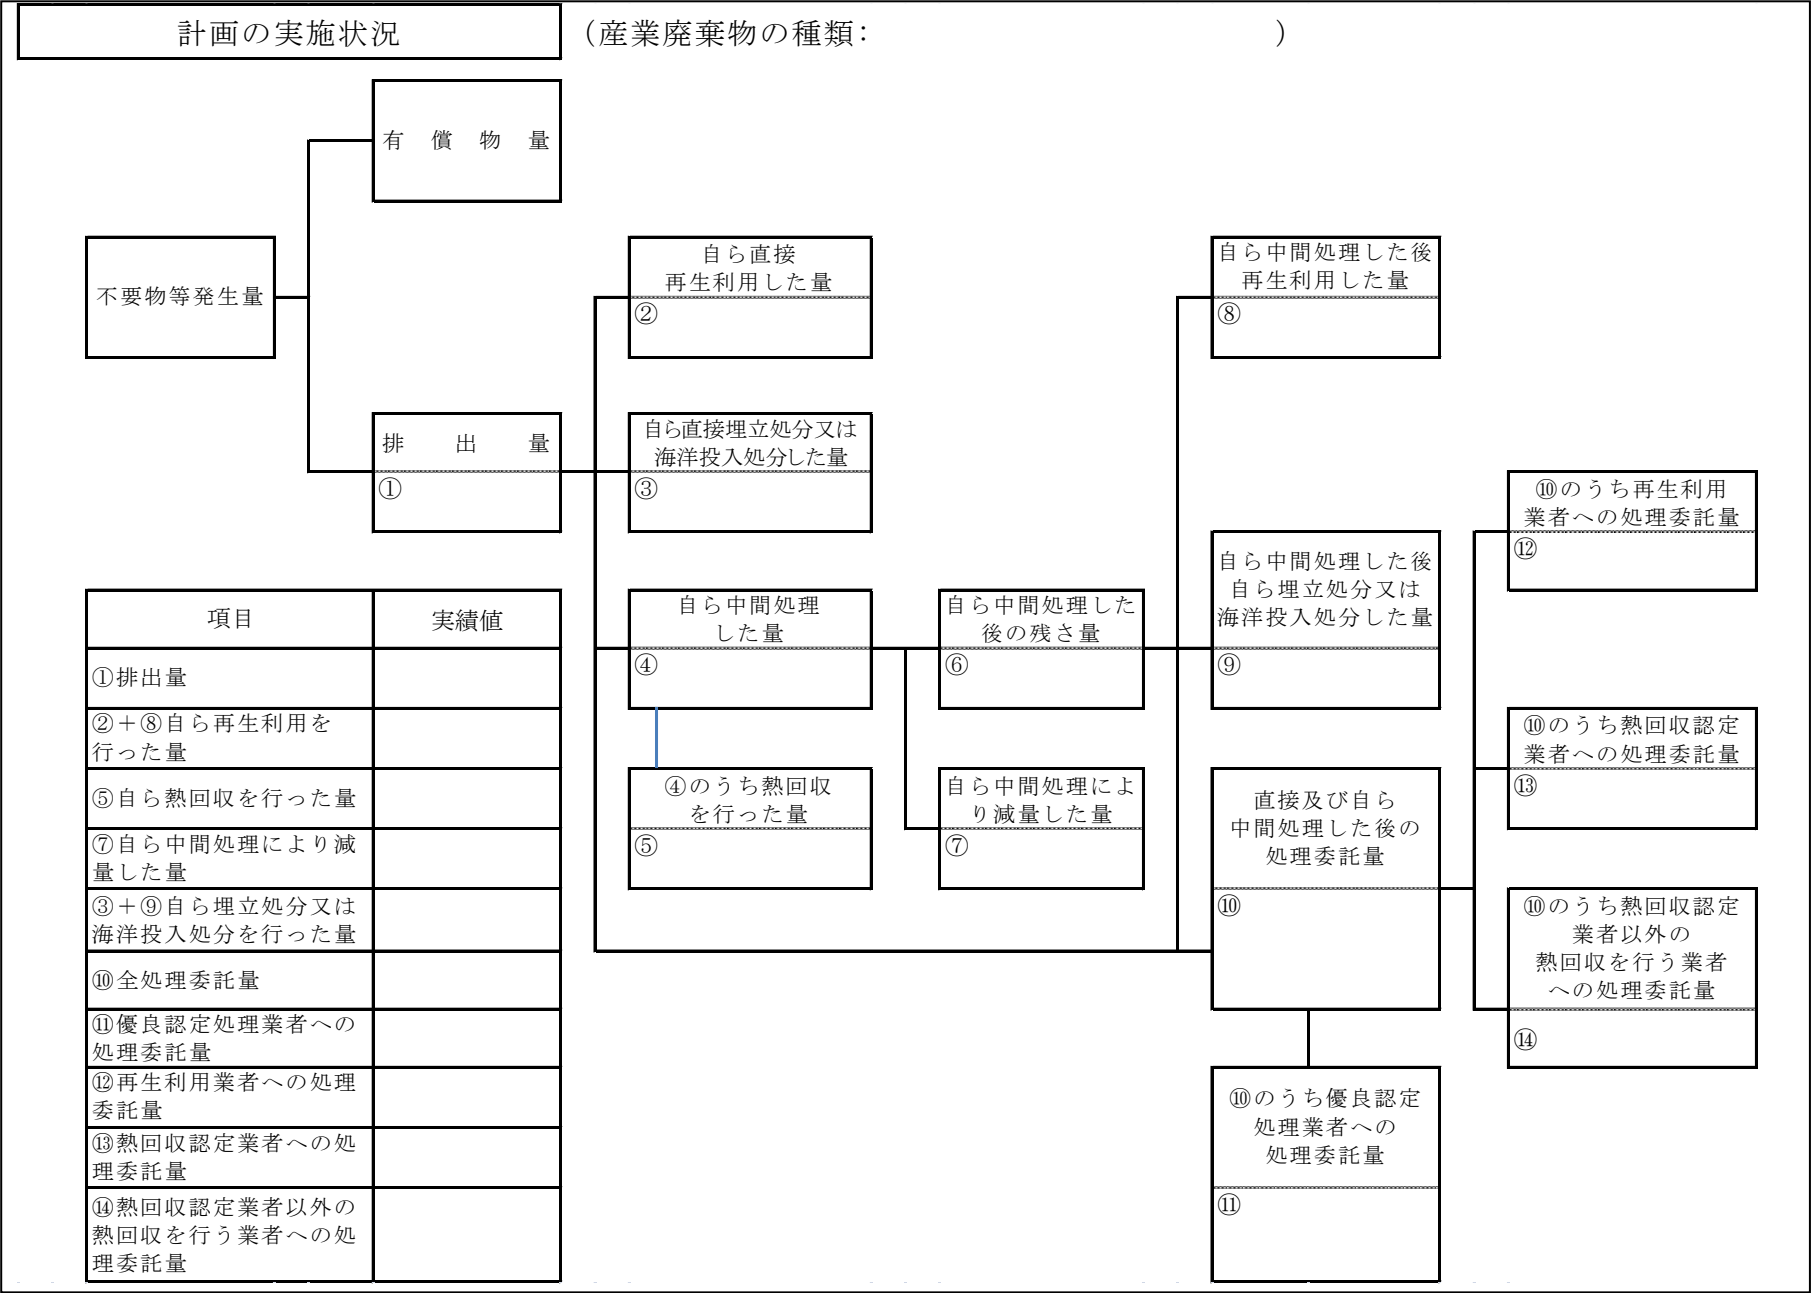 計画の実施状況
（産業廃棄物の種類：　　　　　　　　　　　　）
有償物量
不要物等発生量
自ら直接
再生利用した量
②
自ら中間処理した後
再生利用した量
⑧
排出量
①
自ら直接埋立処分又は
海洋投入処分した量
③
⑩のうち再生利用
業者への処理委託量
⑫
自ら中間処理した後
自ら埋立処分又は
海洋投入処分した量
⑨
自ら中間処理
した量
④
自ら中間処理した
後の残さ量
⑥
⑩のうち熱回収認定
業者への処理委託量
⑬
④のうち熱回収
を行った量
⑤
自ら中間処理によ
り減量した量
⑦
直接及び自ら
中間処理した後の
処理委託量
⑩
⑩のうち熱回収認定
業者以外の
熱回収を行う業者
への処理委託量
⑭
⑩のうち優良認定
処理業者への
処理委託量
⑪
項目
実績値
①排出量
②＋⑧自ら再生利用を
行った量
⑤自ら熱回収を行った量
⑦自ら中間処理により減
量した量
③＋⑨自ら埋立処分又は
海洋投入処分を行った量
⑩全処理委託量
⑪優良認定処理業者への
処理委託量
⑫再生利用業者への処理
委託量
⑬熱回収認定業者への処
理委託量
⑭熱回収認定業者以外の
熱回収を行う業者への処
理委託量